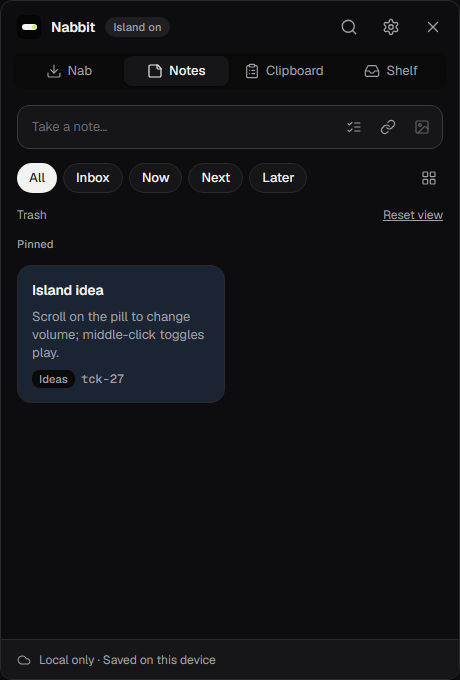 Nabbit Island on
Nab Notes Clipboard Shelf
Take a note...
All Inbox Now Next Later
Trash Reset view
Pinned
Island idea
Scroll on the pill to change
volume; middle-click toggles
play.
Ideas tck-27
Local only · Saved on this device